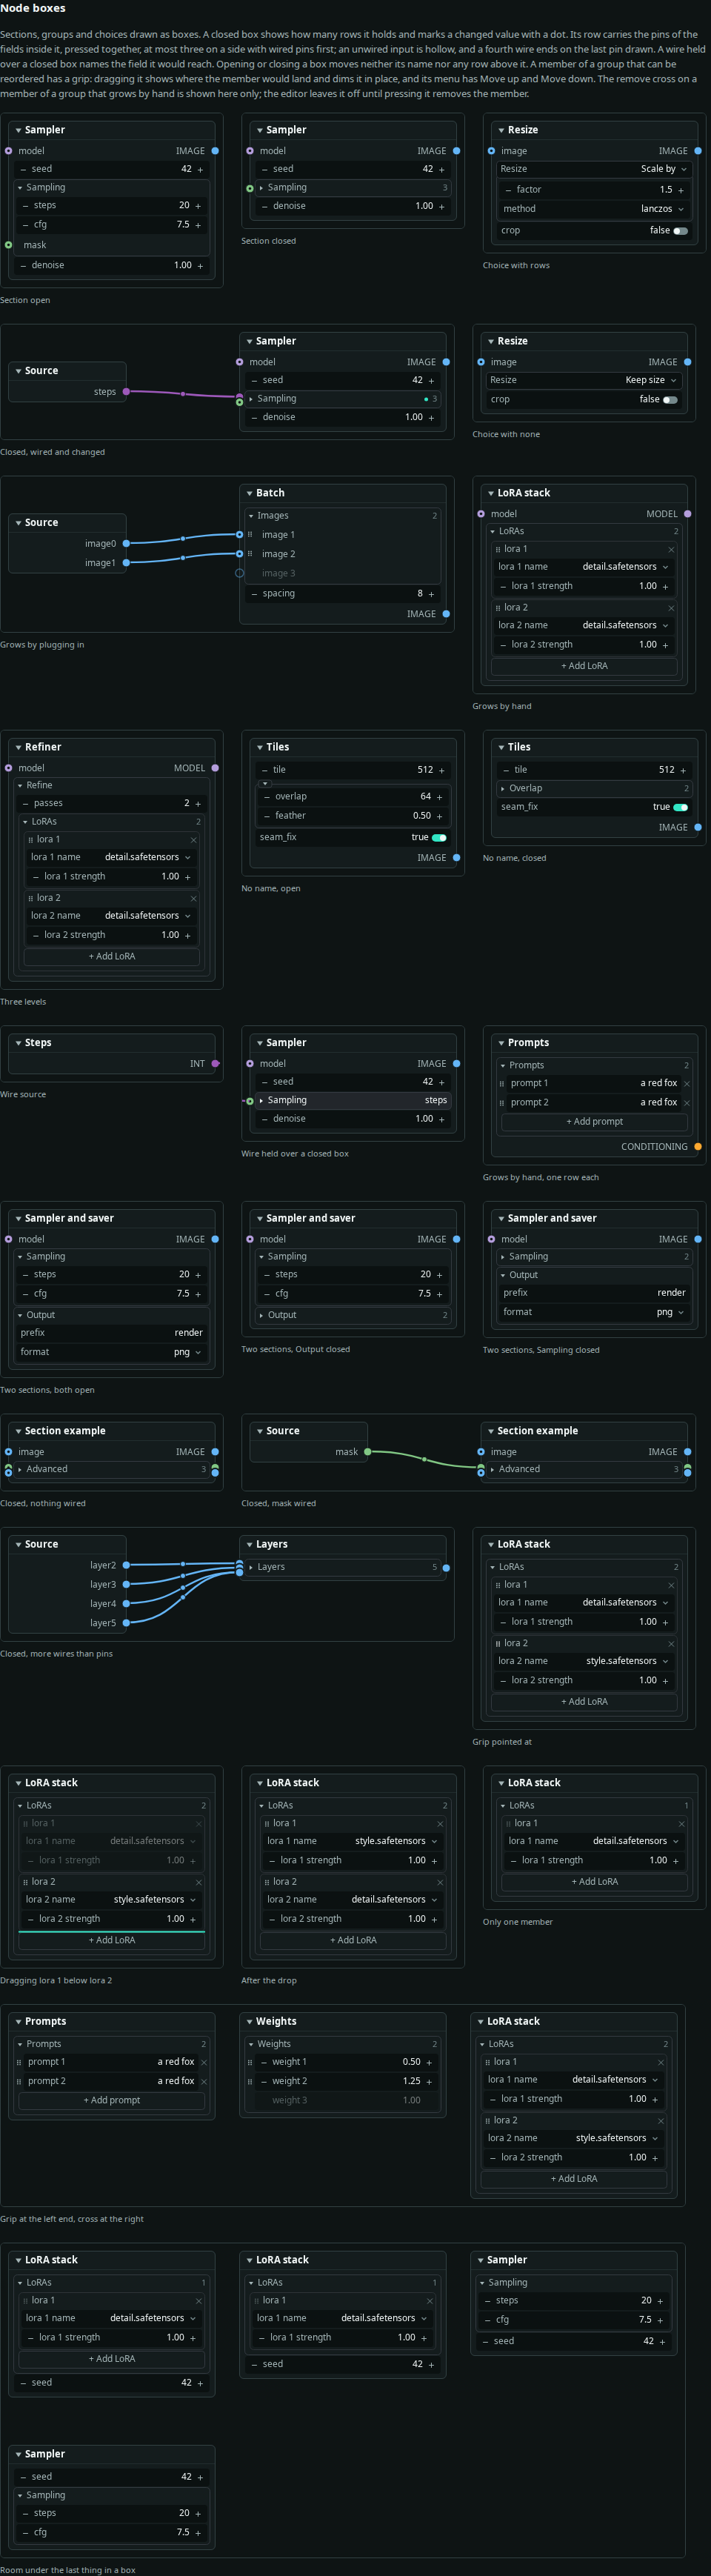 Node boxes
Sections, groups and choices drawn as boxes. A closed box shows how many rows it holds and marks a changed value with a dot. Its row carries the pins of the
fields inside it, pressed together, at most three on a side with wired pins first; an unwired input is hollow, and a fourth wire ends on the last pin drawn. A wire held
over a closed box names the field it would reach. Opening or closing a box moves neither its name nor any row above it. A member of a group that can be
reordered has a grip: dragging it shows where the member would land and dims it in place, and its menu has Move up and Move down. The remove cross on a
member of a group that grows by hand is shown here only; the editor leaves it off until pressing it removes the member.
Sampler
model IMAGE
seed 42
Sampling
steps 20
cfg 7.5
mask
denoise 1.00
Section open
Sampler
model IMAGE
seed 42
Sampling 3
denoise 1.00
Section closed
Resize
image IMAGE
Resize Scale by
factor 1.5
method lanczos
crop false
Choice with rows
Source
steps
Sampler
model IMAGE
seed 42
Sampling 3
denoise 1.00
Closed, wired and changed
Resize
image IMAGE
Resize Keep size
crop false
Choice with none
Source
image0
image1
Batch
Images 2
image 1
image 2
image 3
spacing 8
IMAGE
Grows by plugging in
LoRA stack
model MODEL
LoRAs 2
lora 1
lora 1 name detail.safetensors
lora 1 strength 1.00
lora 2
lora 2 name detail.safetensors
lora 2 strength 1.00
+ Add LoRA
Grows by hand
Refiner
model MODEL
Refine
passes 2
LoRAs 2
lora 1
lora 1 name detail.safetensors
lora 1 strength 1.00
lora 2
lora 2 name detail.safetensors
lora 2 strength 1.00
+ Add LoRA
Three levels
Tiles
tile 512
overlap 64
feather 0.50
seam_fix true
IMAGE
No name, open
Tiles
tile 512
Overlap 2
seam_fix true
IMAGE
No name, closed
Steps
INT
Wire source
Sampler
model IMAGE
seed 42
Sampling steps
denoise 1.00
Wire held over a closed box
Prompts
Prompts 2
prompt 1 a red fox
prompt 2 a red fox
+ Add prompt
CONDITIONING
Grows by hand, one row each
Sampler and saver
model IMAGE
Sampling
steps 20
cfg 7.5
Output
prefix render
format png
Two sections, both open
Sampler and saver
model IMAGE
Sampling
steps 20
cfg 7.5
Output 2
Two sections, Output closed
Sampler and saver
model IMAGE
Sampling 2
Output
prefix render
format png
Two sections, Sampling closed
Section example
image IMAGE
Advanced 3
Closed, nothing wired
Source
mask
Section example
image IMAGE
Advanced 3
Closed, mask wired
Source
layer2
layer3
layer4
layer5
Layers
Layers 5
Closed, more wires than pins
LoRA stack
LoRAs 2
lora 1
lora 1 name detail.safetensors
lora 1 strength 1.00
lora 2
lora 2 name style.safetensors
lora 2 strength 1.00
+ Add LoRA
Grip pointed at
LoRA stack
LoRAs 2
lora 1
lora 1 name detail.safetensors
lora 1 strength 1.00
lora 2
lora 2 name style.safetensors
lora 2 strength 1.00
+ Add LoRA
Dragging lora 1 below lora 2
LoRA stack
LoRAs 2
lora 1
lora 1 name style.safetensors
lora 1 strength 1.00
lora 2
lora 2 name detail.safetensors
lora 2 strength 1.00
+ Add LoRA
After the drop
LoRA stack
LoRAs 1
lora 1
lora 1 name detail.safetensors
lora 1 strength 1.00
+ Add LoRA
Only one member
Prompts
Prompts 2
prompt 1 a red fox
prompt 2 a red fox
+ Add prompt
Weights
Weights 2
weight 1 0.50
weight 2 1.25
weight 3 1.00
LoRA stack
LoRAs 2
lora 1
lora 1 name detail.safetensors
lora 1 strength 1.00
lora 2
lora 2 name style.safetensors
lora 2 strength 1.00
+ Add LoRA
Grip at the left end, cross at the right
LoRA stack
LoRAs 1
lora 1
lora 1 name detail.safetensors
lora 1 strength 1.00
+ Add LoRA
seed 42
LoRA stack
LoRAs 1
lora 1
lora 1 name detail.safetensors
lora 1 strength 1.00
seed 42
Sampler
Sampling
steps 20
cfg 7.5
seed 42
Sampler
seed 42
Sampling
steps 20
cfg 7.5
Room under the last thing in a box